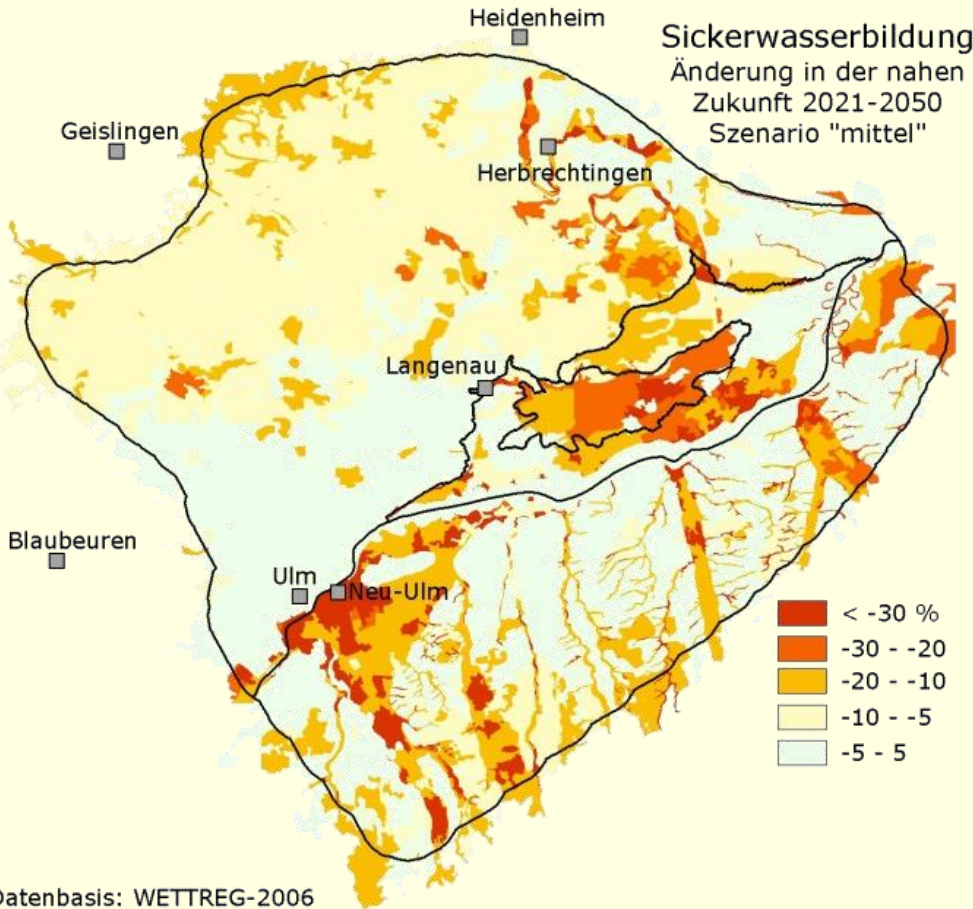 Heidenheim
Sickerwasserbildung
Änderung in der nahen
Zukunft 2021-2050
Szenario "mittel"
Geislingen
Herbrechtingen
Langenau
Blaubeuren
Ulm
Neu-Ulm
< -30 %
-30 - -20
-20 - -10
-10 - -5
-5 - 5
Datenbasis: WETTREG-2006